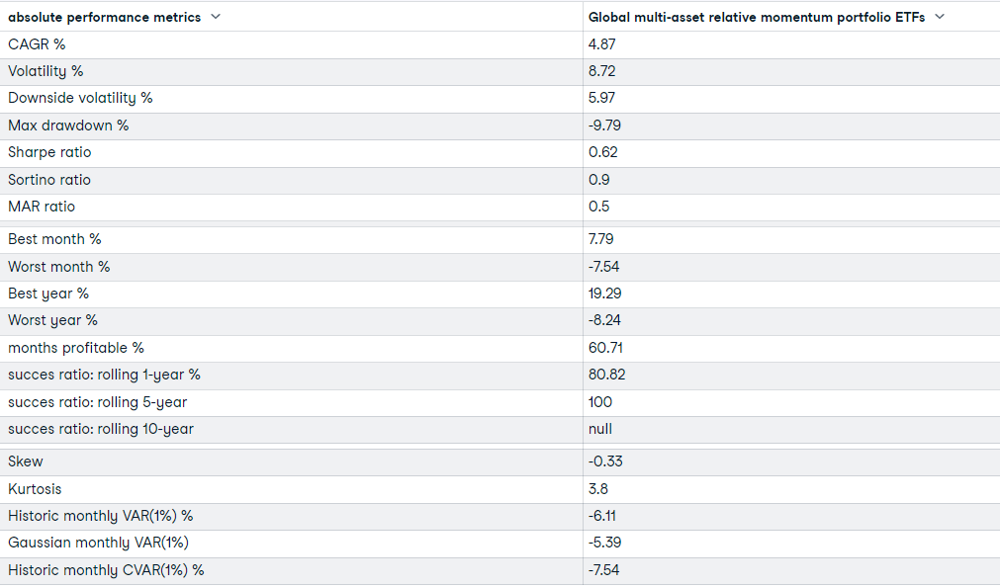 absolute performance metrics Global multi-asset relative momentum portfolio ETFs
CAGR % 4.87
Volatility % 8.72
Downside volatility % 5.97
Max drawdown % -9.79
Sharpe ratio 0.62
Sortino ratio 0.9
MAR ratio 0.5
Best month % 7.79
Worst month % -7.54
Best year % 19.29
Worst year % -8.24
months profitable % 60.71
succes ratio: rolling 1-year % 80.82
succes ratio: rolling 5-year 100
succes ratio: rolling 10-year null
Skew -0.33
Kurtosis 3.8
Historic monthly VAR(1%) % -6.11
Gaussian monthly VAR(1%) -5.39
Historic monthly CVAR(1%) % -7.54